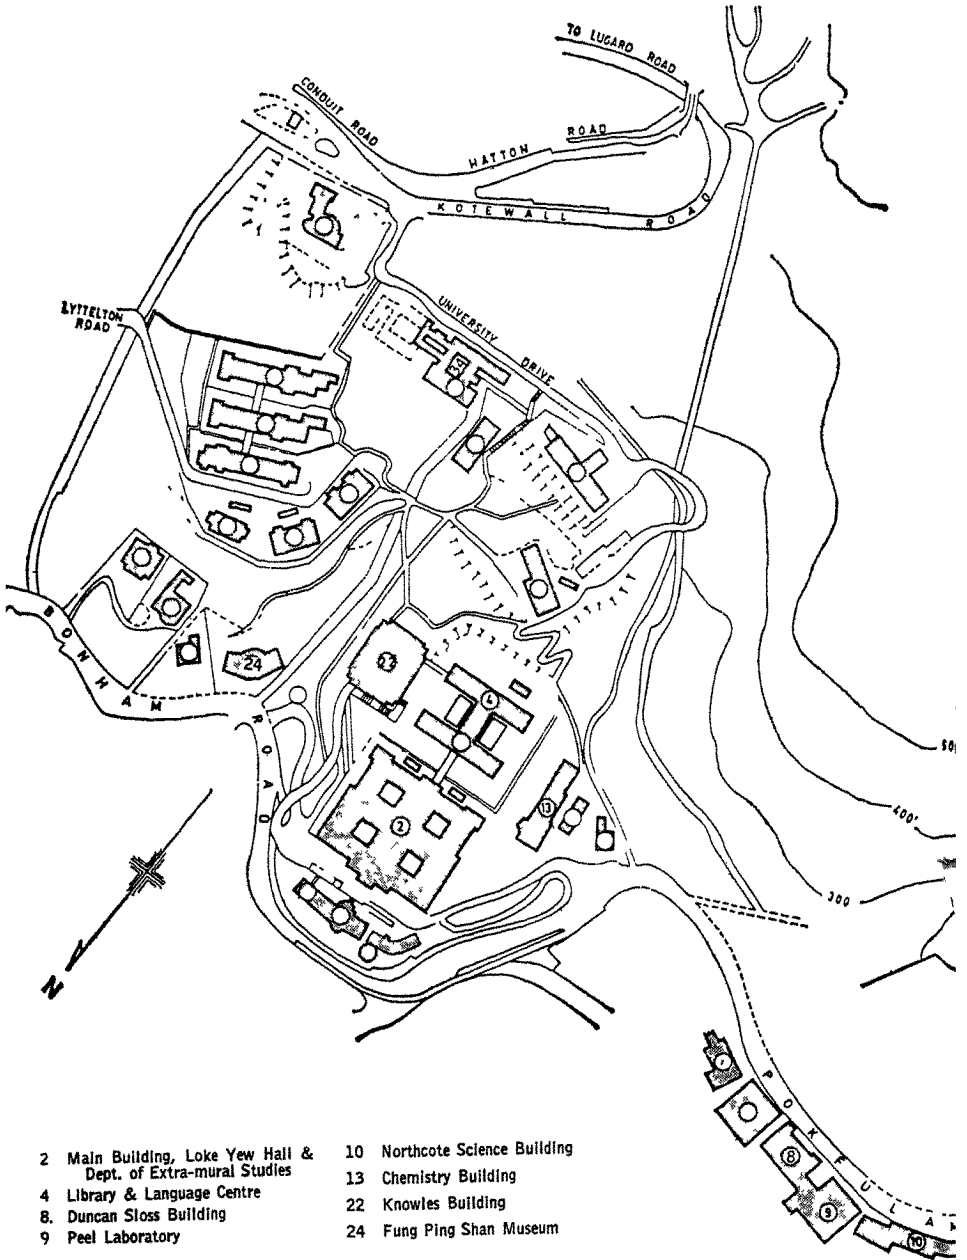 TO LUGARD ROAD
CONDUIT ROAD
HATTON ROAD
KOTEWALL ROAD
LYTTELTON
ROAD
UNIVERSITY DRIVE
34
BONHAM ROAD
24
22
4
2
13
500
400'
300
N
POKFULAM
8
9
10
2 Main Building, Loke Yew Hall &
Dept. of Extra-mural Studies
4 Library & Language Centre
8. Duncan Sloss Building
9 Peel Laboratory
10 Northcote Science Building
13 Chemistry Building
22 Knowles Building
24 Fung Ping Shan Museum